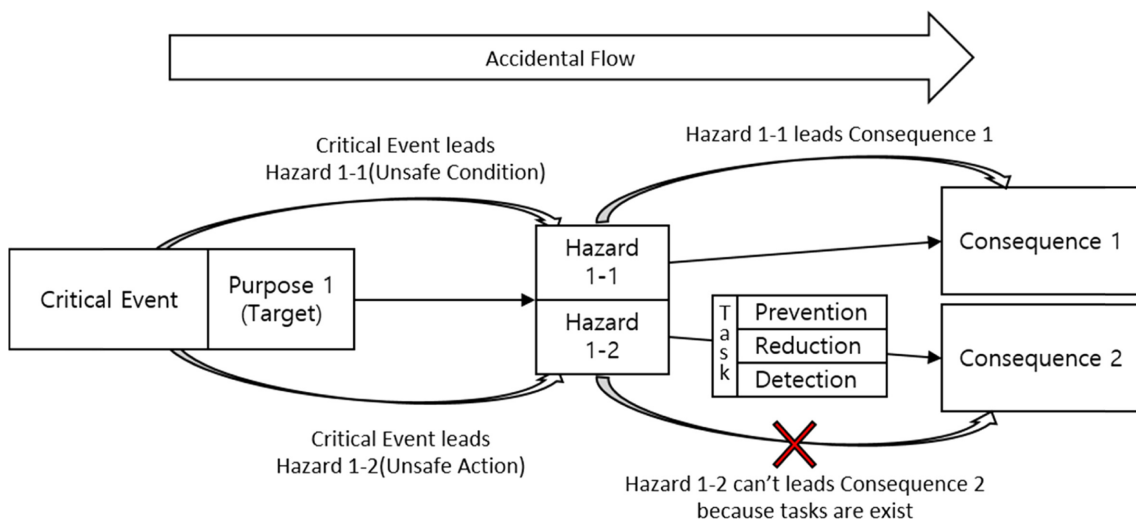 Accidental Flow
Critical Event leads
Hazard 1-1(Unsafe Condition)
Hazard 1-1 leads Consequence 1
Critical Event
Purpose 1
(Target)
Hazard
1-1
Hazard
1-2
Task
Prevention
Reduction
Detection
Consequence 1
Consequence 2
Critical Event leads
Hazard 1-2(Unsafe Action)
Hazard 1-2 can’t leads Consequence 2
because tasks are exist